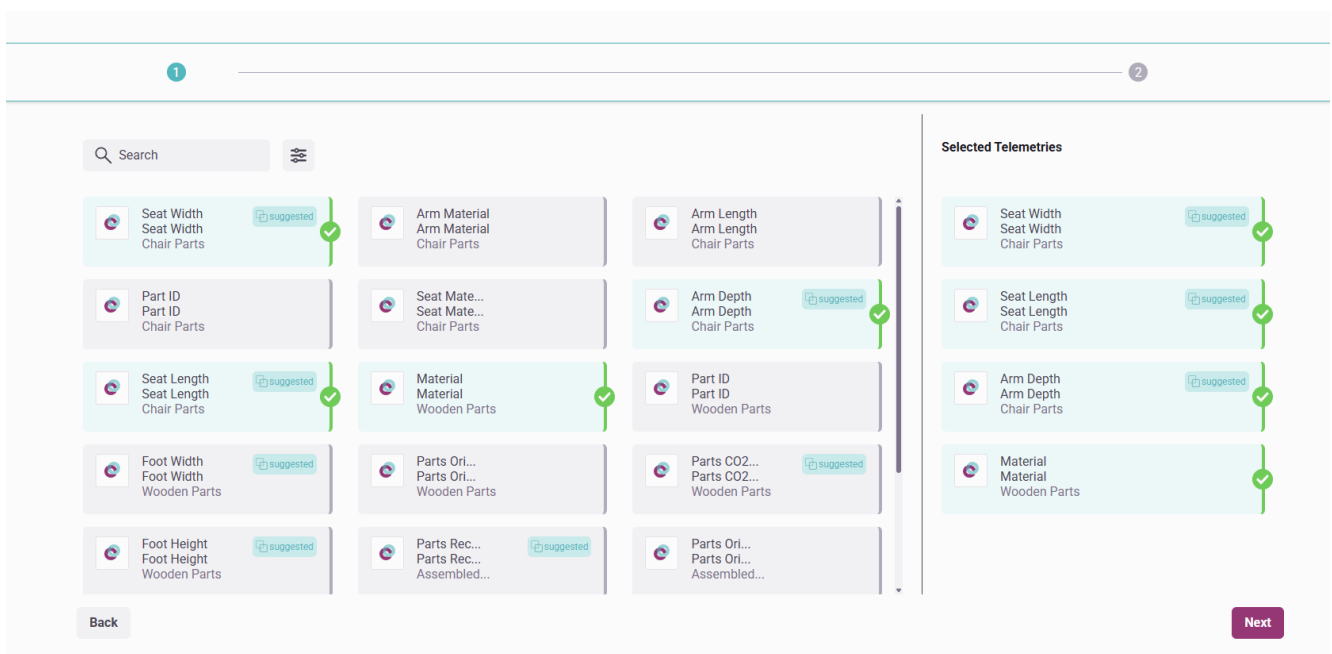 1
2
Search
Selected Telemetries
Seat Width
Seat Width
Chair Parts
suggested
Arm Material
Arm Material
Chair Parts
Arm Length
Arm Length
Chair Parts
Part ID
Part ID
Chair Parts
Seat Mate...
Seat Mate...
Chair Parts
Arm Depth
Arm Depth
Chair Parts
suggested
Seat Length
Seat Length
Chair Parts
suggested
Material
Material
Wooden Parts
Part ID
Part ID
Wooden Parts
Foot Width
Foot Width
Wooden Parts
suggested
Parts Ori...
Parts Ori...
Wooden Parts
Parts CO2...
Parts CO2...
Wooden Parts
suggested
Foot Height
Foot Height
Wooden Parts
suggested
Parts Rec...
Parts Rec...
Assembled...
suggested
Parts Ori...
Parts Ori...
Assembled...
Seat Width
Seat Width
Chair Parts
suggested
Seat Length
Seat Length
Chair Parts
suggested
Arm Depth
Arm Depth
Chair Parts
suggested
Material
Material
Wooden Parts
Back
Next